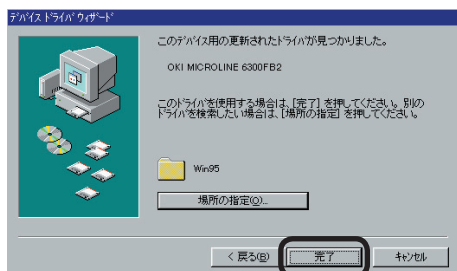 デバイス ドライバ ウィザード
このデバイス用の更新されたドライバが見つかりました。
OKI MICROLINE 6300FB2
このドライバを使用する場合は、[完了] を押してください。別の
ドライバを検索したい場合は、[場所の指定] を押してください。
Win95
場所の指定(O)...
< 戻る(B)
完了
キャンセル